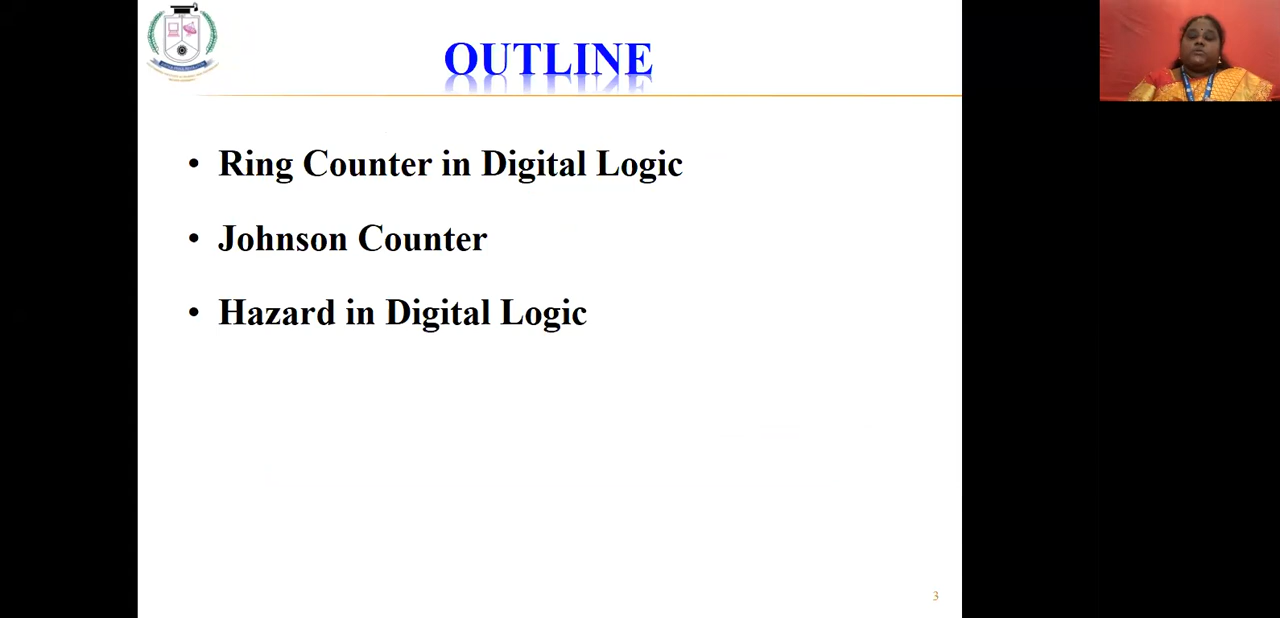 OUTLINE
• Ring Counter in Digital Logic
• Johnson Counter
• Hazard in Digital Logic
3